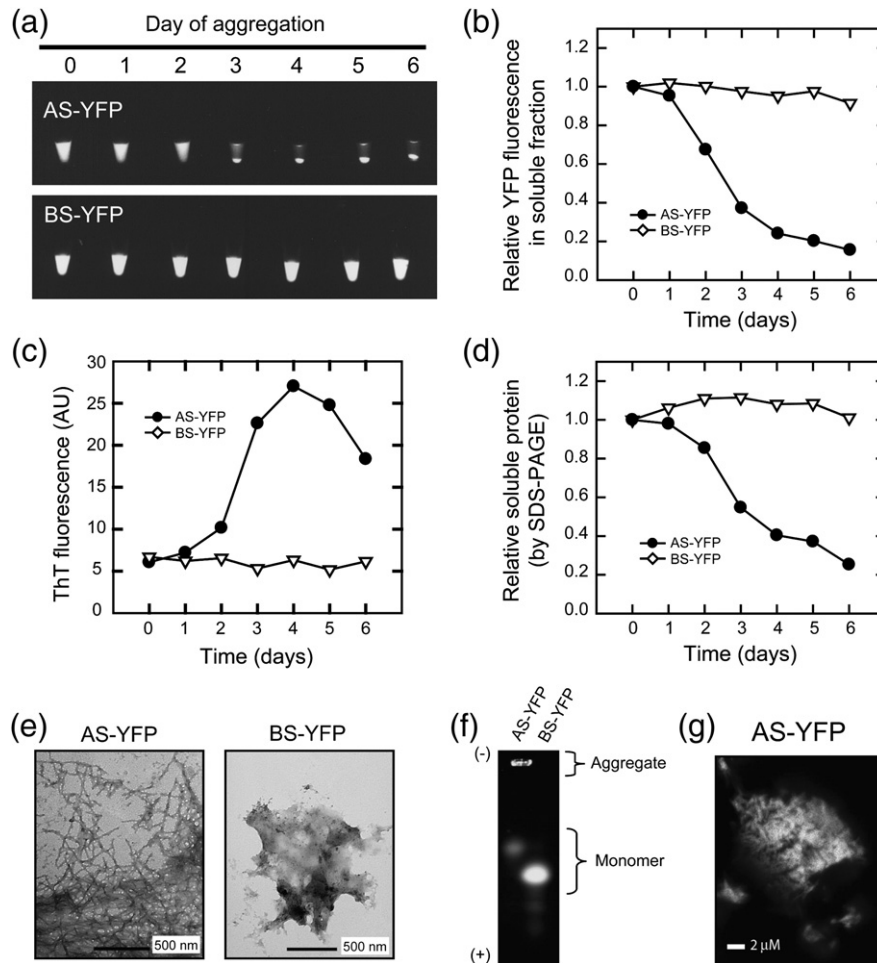 (a)
Day of aggregation
0 1 2 3 4 5 6
AS-YFP
BS-YFP
(b)
Relative YFP fluorescence
in soluble fraction
1.2
1.0
0.8
0.6
0.4
0.2
0.0
AS-YFP
BS-YFP
0 1 2 3 4 5 6
Time (days)
(c)
ThT fluorescence (AU)
30
25
20
15
10
5
0
AS-YFP
BS-YFP
0 1 2 3 4 5 6
Time (days)
(d)
Relative soluble protein
(by SDS-PAGE)
1.2
1.0
0.8
0.6
0.4
0.2
0.0
AS-YFP
BS-YFP
0 1 2 3 4 5 6
Time (days)
(e)
AS-YFP
500 nm
BS-YFP
500 nm
(f)
AS-YFP
BS-YFP
(-)
Aggregate
Monomer
(+)
(g)
AS-YFP
2 µM